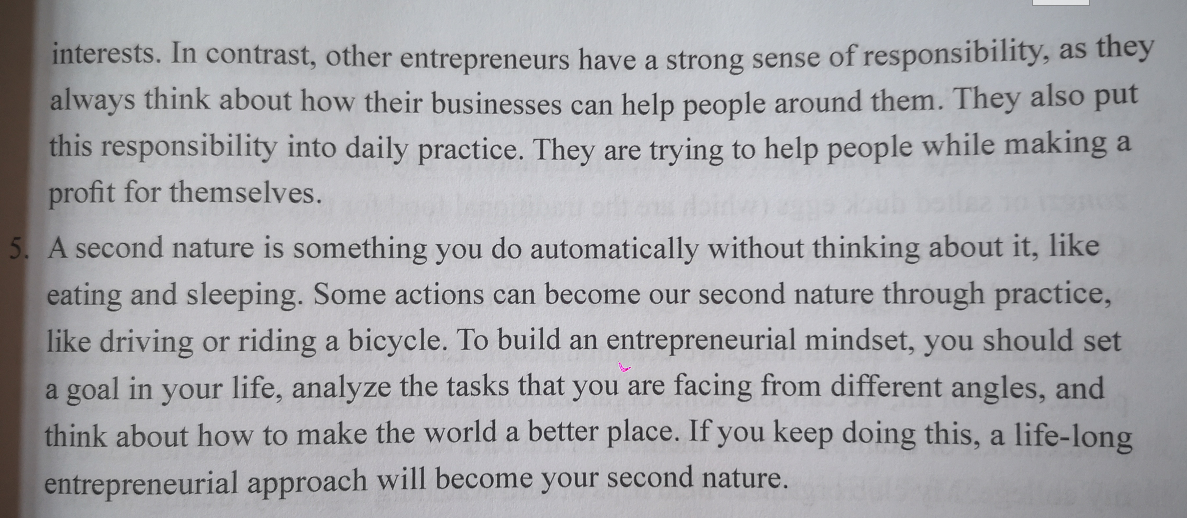 interests. In contrast, other entrepreneurs have a strong sense of responsibility, as they
always think about how their businesses can help people around them. They also put
this responsibility into daily practice. They are trying to help people while making a
profit for themselves.
5. A second nature is something you do automatically without thinking about it, like
eating and sleeping. Some actions can become our second nature through practice,
like driving or riding a bicycle. To build an entrepreneurial mindset, you should set
a goal in your life, analyze the tasks that you are facing from different angles, and
think about how to make the world a better place. If you keep doing this, a life-long
entrepreneurial approach will become your second nature.